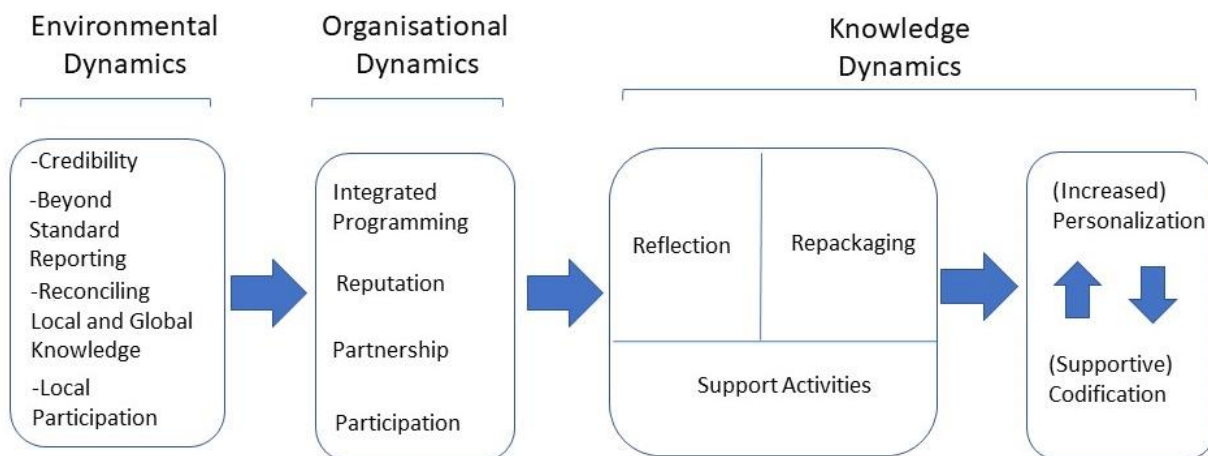 Environmental
Dynamics
Organisational
Dynamics
Knowledge
Dynamics
-Credibility
-Beyond
Standard
Reporting
-Reconciling
Local and Global
Knowledge
-Local
Participation
Integrated
Programming
Reputation
Partnership
Participation
Reflection
Repackaging
Support Activities
(Increased)
Personalization
(Supportive)
Codification